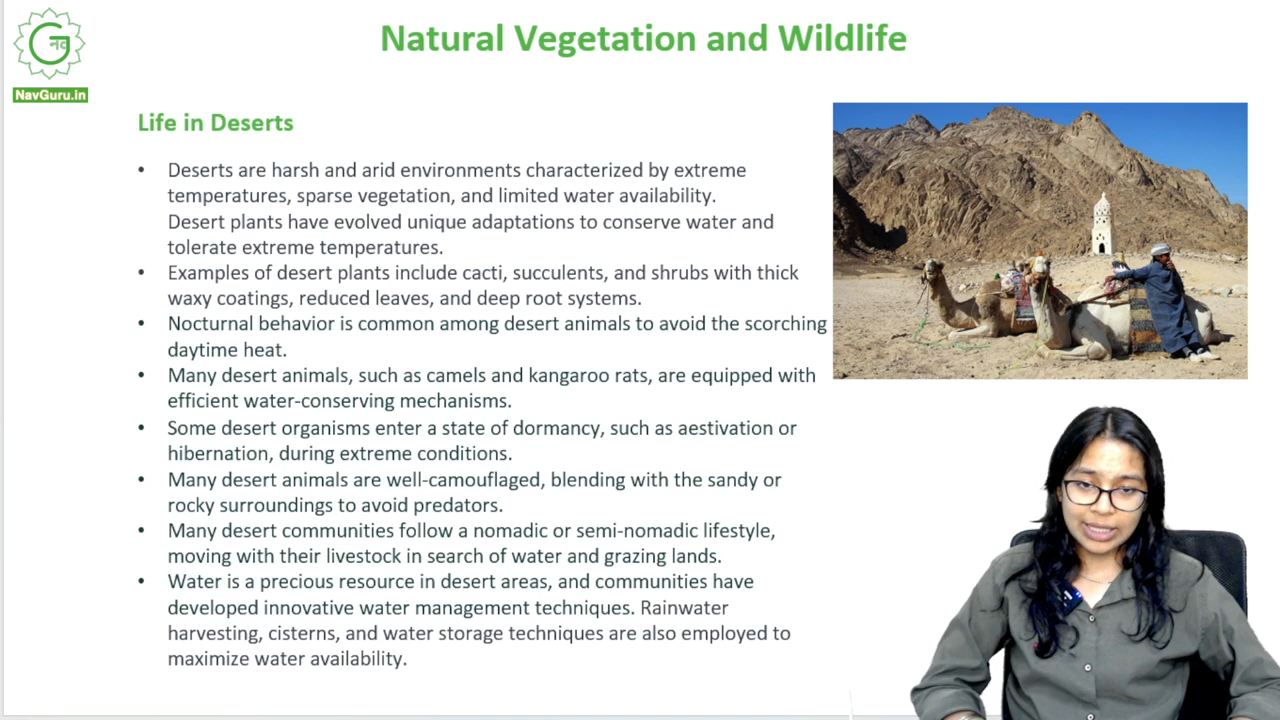 नव
NavGuru.in
Natural Vegetation and Wildlife
Life in Deserts
• Deserts are harsh and arid environments characterized by extreme
temperatures, sparse vegetation, and limited water availability.
Desert plants have evolved unique adaptations to conserve water and
tolerate extreme temperatures.
• Examples of desert plants include cacti, succulents, and shrubs with thick
waxy coatings, reduced leaves, and deep root systems.
• Nocturnal behavior is common among desert animals to avoid the scorching
daytime heat.
• Many desert animals, such as camels and kangaroo rats, are equipped with
efficient water-conserving mechanisms.
• Some desert organisms enter a state of dormancy, such as aestivation or
hibernation, during extreme conditions.
• Many desert animals are well-camouflaged, blending with the sandy or
rocky surroundings to avoid predators.
• Many desert communities follow a nomadic or semi-nomadic lifestyle,
moving with their livestock in search of water and grazing lands.
• Water is a precious resource in desert areas, and communities have
developed innovative water management techniques. Rainwater
harvesting, cisterns, and water storage techniques are also employed to
maximize water availability.